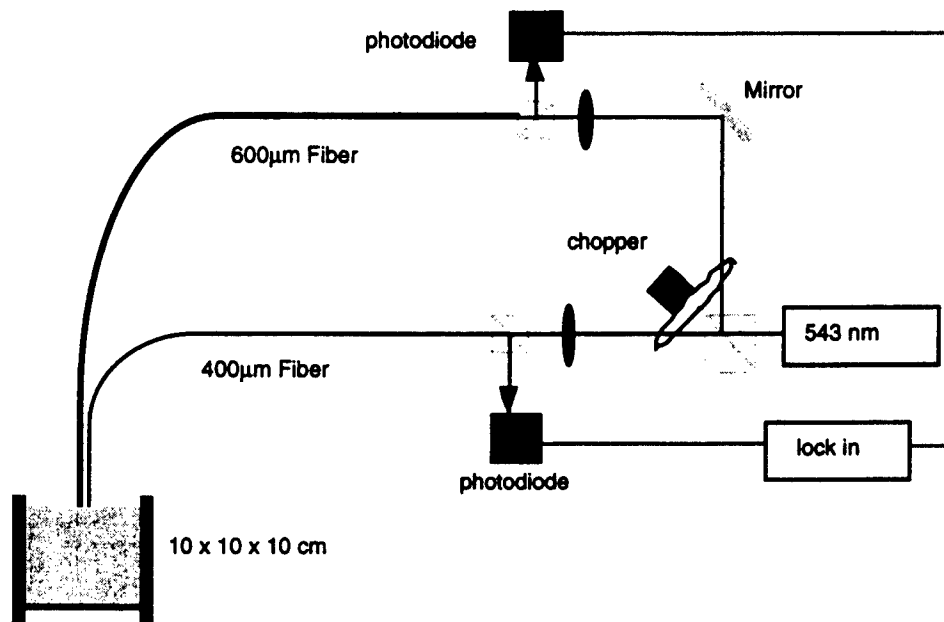 photodiode
Mirror
600µm Fiber
chopper
543 nm
400µm Fiber
lock in
photodiode
10 x 10 x 10 cm